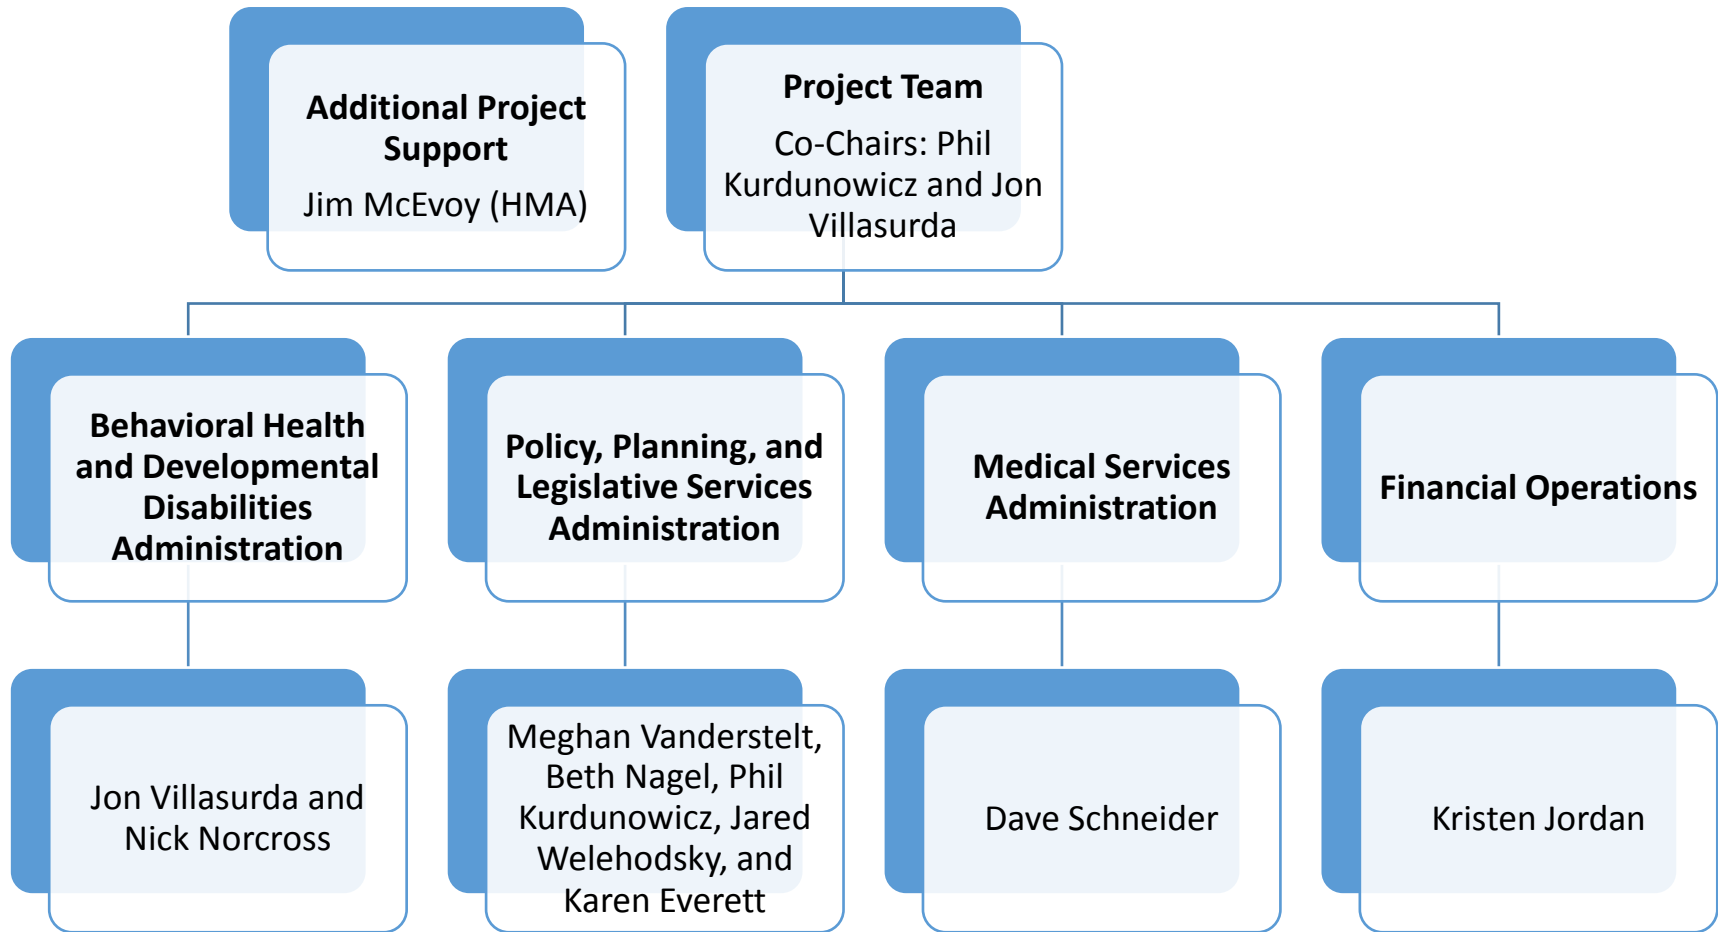 Additional Project
Support
Jim McEvoy (HMA)
Project Team
Co-Chairs: Phil
Kurdunowicz and Jon
Villasurda
Behavioral Health
and Developmental
Disabilities
Administration
Policy, Planning, and
Legislative Services
Administration
Medical Services
Administration
Financial Operations
Jon Villasurda and
Nick Norcross
Meghan Vanderstelt,
Beth Nagel, Phil
Kurdunowicz, Jared
Welehodsky, and
Karen Everett
Dave Schneider
Kristen Jordan